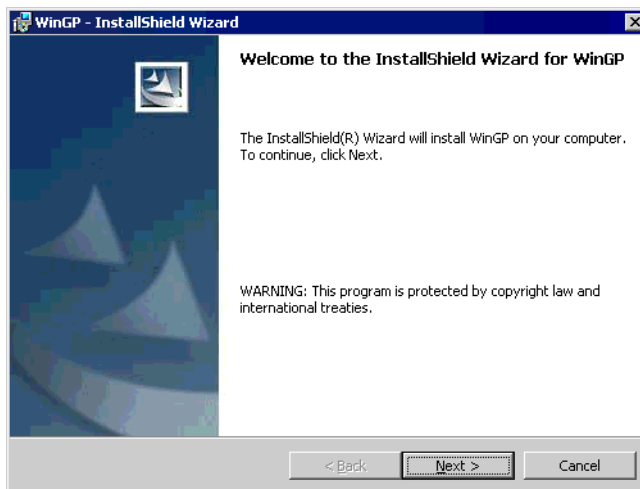 WinGP - InstallShield Wizard
Welcome to the InstallShield Wizard for WinGP
The InstallShield(R) Wizard will install WinGP on your computer.
To continue, click Next.
WARNING: This program is protected by copyright law and
international treaties.
< Back
Next >
Cancel